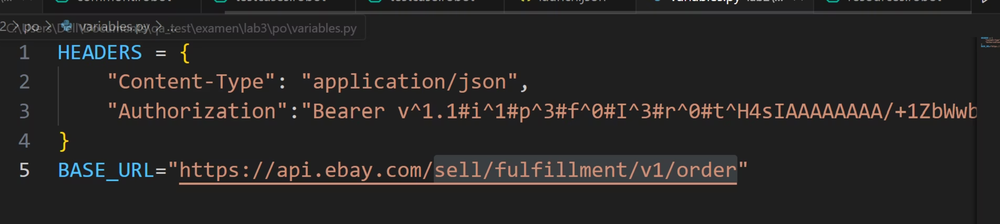 variables.py
2 > po > variables.py > ...
C:\Users\Dell\Documents\qa_test\examen\lab3\po\variables.py
1 HEADERS = {
2 "Content-Type": "application/json",
3 "Authorization":"Bearer v^1.1#i^1#p^3#f^0#I^3#r^0#t^H4sIAAAAAAAA/+1ZbWwb
4 }
5 BASE_URL="https://api.ebay.com/sell/fulfillment/v1/order"